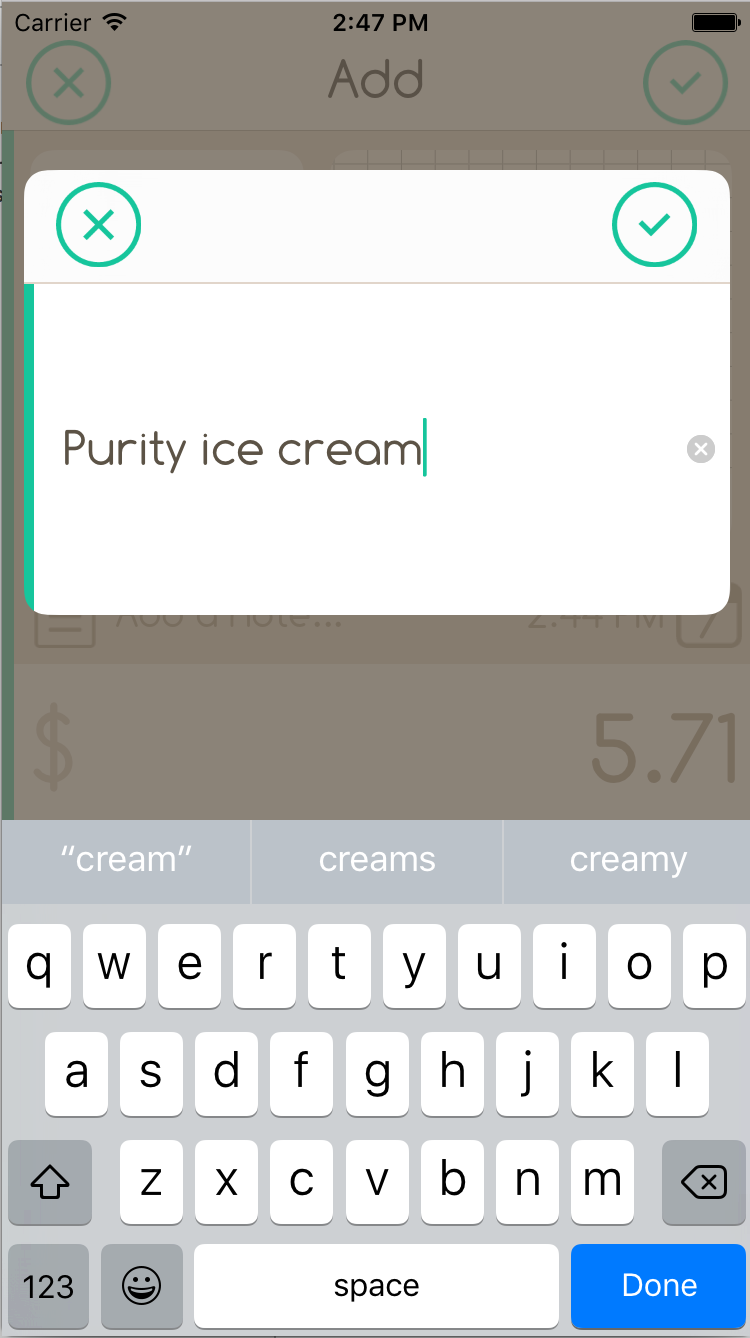 Carrier 2:47 PM
Add
Purity ice cream
Add a note... 2:44 PM 7
$ 5.71
“cream” creams creamy
q w e r t y u i o p
a s d f g h j k l
z x c v b n m
123 space Done